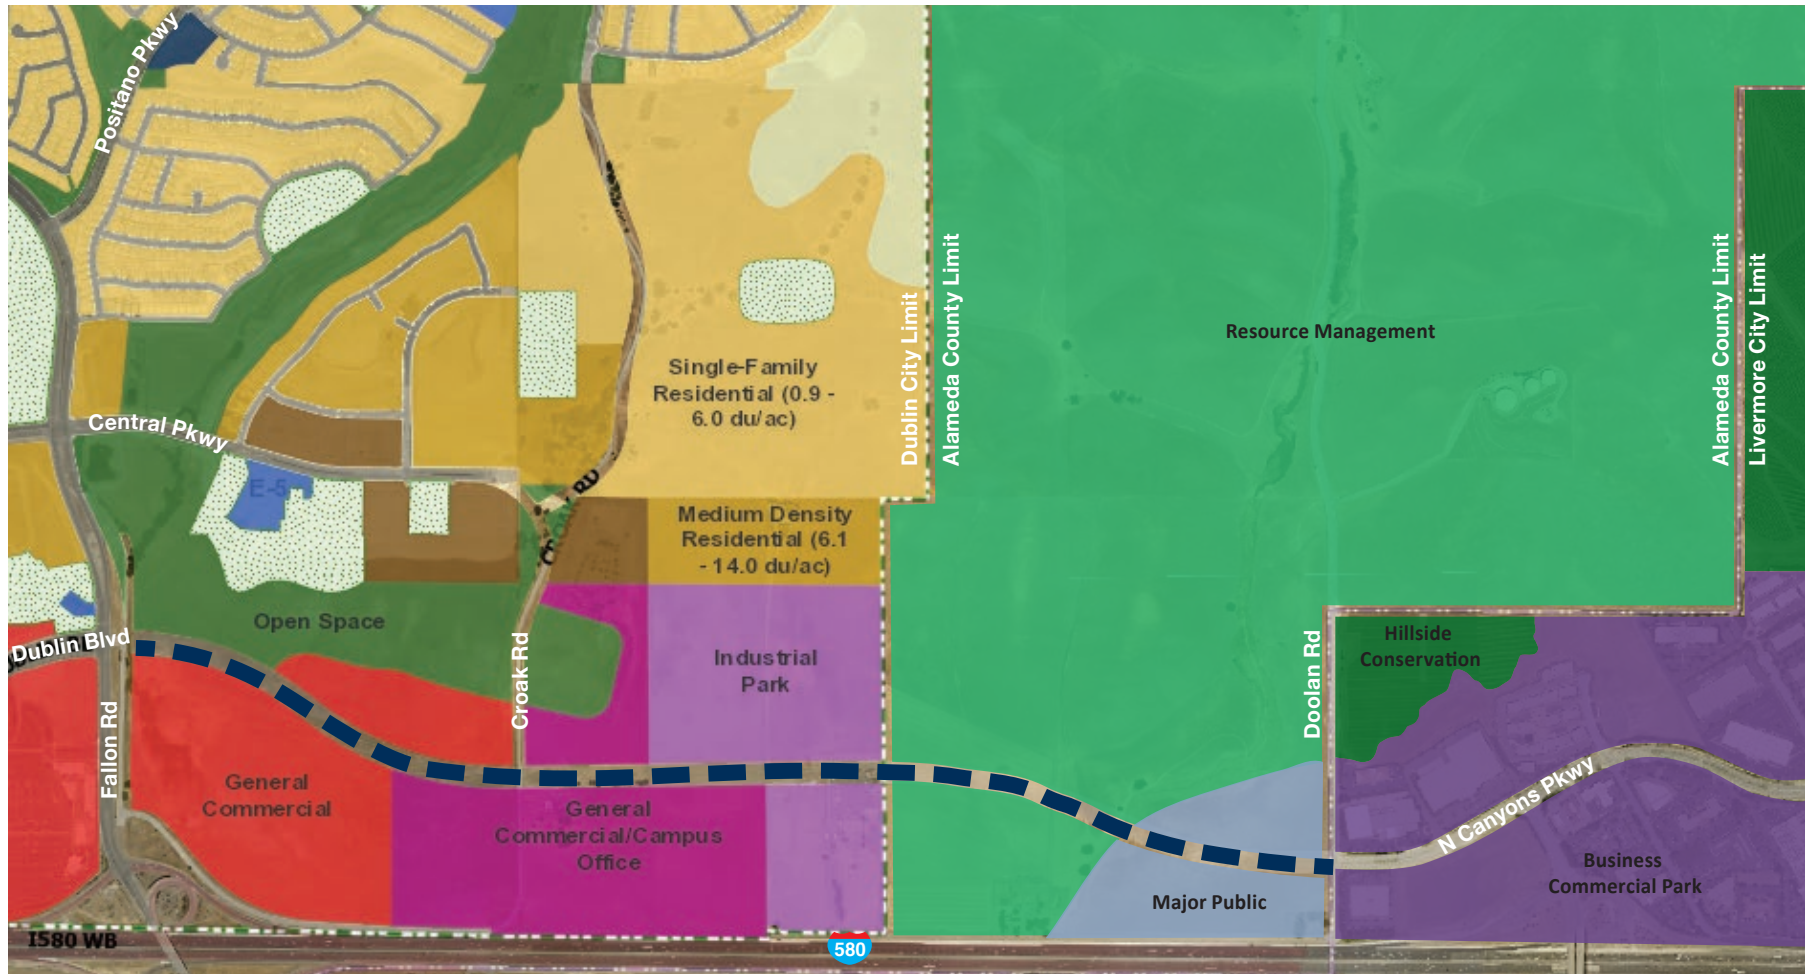 Positano Pkwy
Dublin City Limit
Alameda County Limit
Alameda County Limit
Livermore City Limit
Resource Management
Single-Family
Residential (0.9 -
6.0 du/ac)
Central Pkwy
E-5
RD
Medium Density
Residential (6.1
- 14.0 du/ac)
Open Space
Dublin Blvd
Croak Rd
Industrial
Park
Doolan Rd
Hillside
Conservation
Fallon Rd
General
Commercial
General
Commercial/Campus
Office
N Canyons Pkwy
Business
Commercial Park
Major Public
I580 WB
580